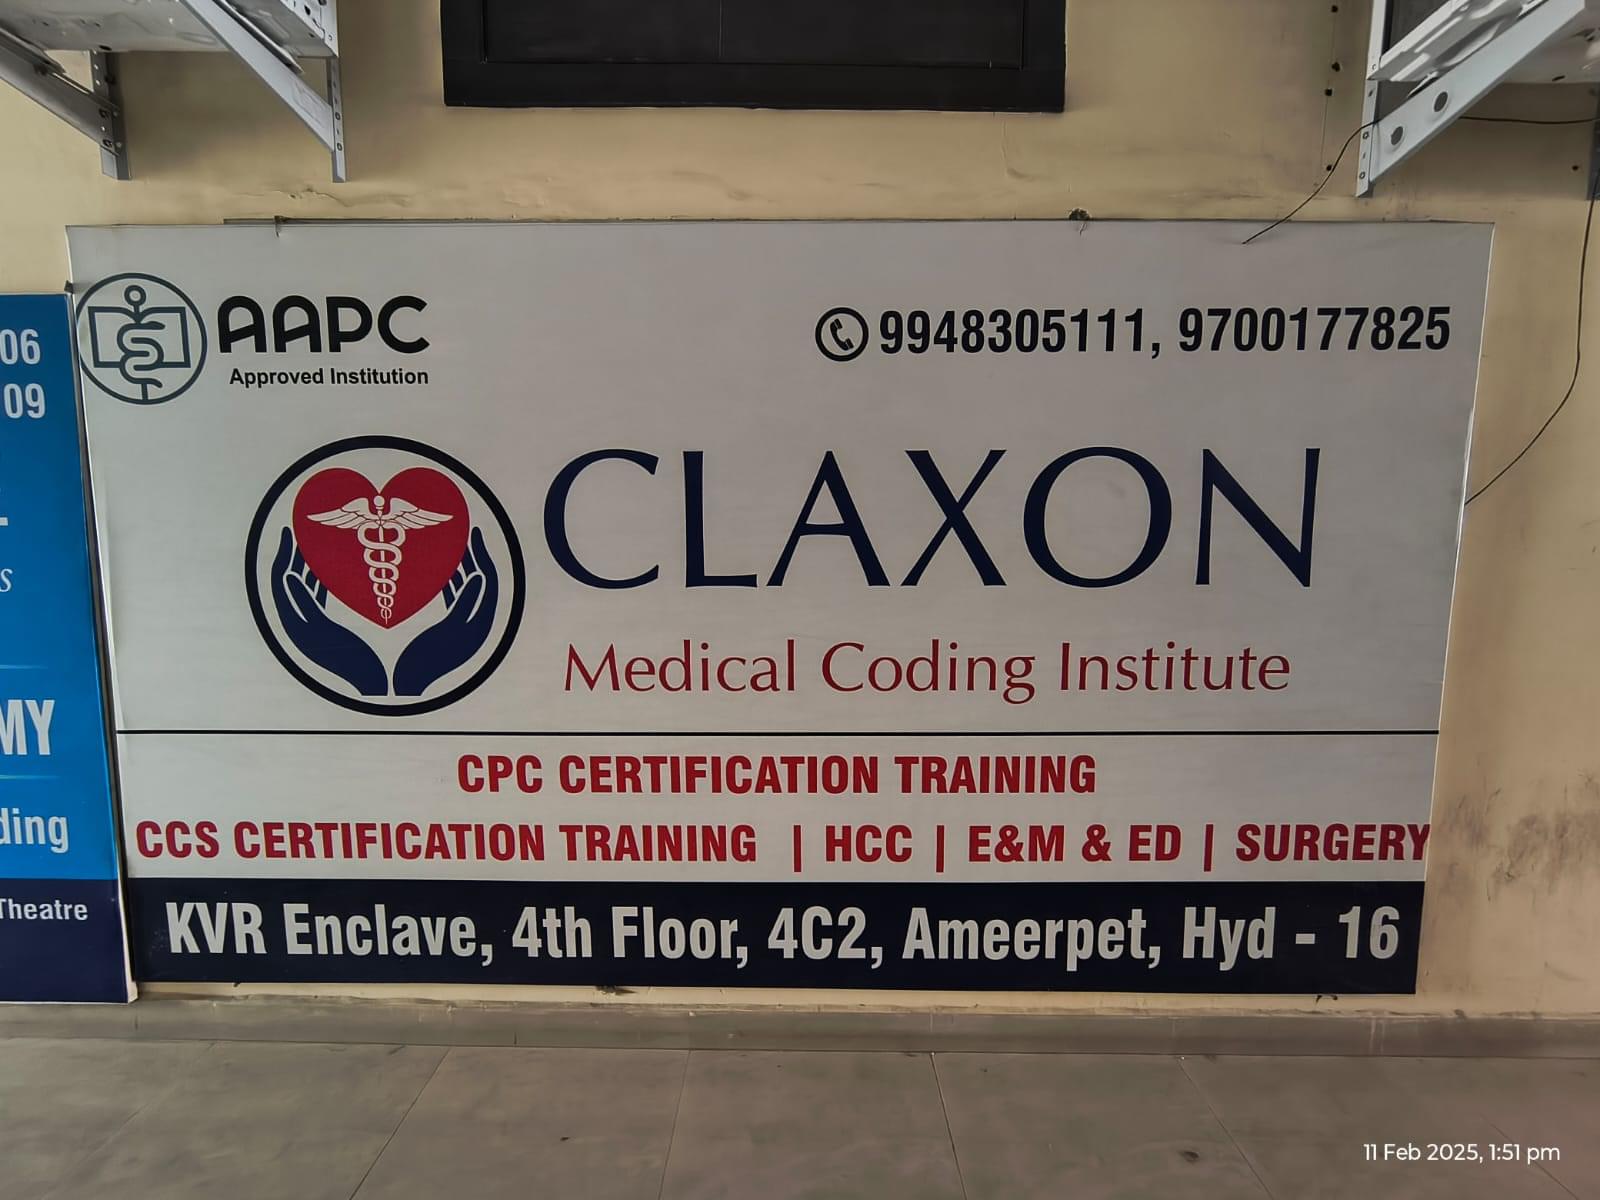 AAPC
Approved Institution
9948305111, 9700177825
CLAXON
Medical Coding Institute
CPC CERTIFICATION TRAINING
CCS CERTIFICATION TRAINING | HCC | E&M & ED | SURGERY
KVR Enclave, 4th Floor, 4C2, Ameerpet, Hyd - 16
06
09
MY
ding
Theatre
11 Feb 2025, 1:51 pm